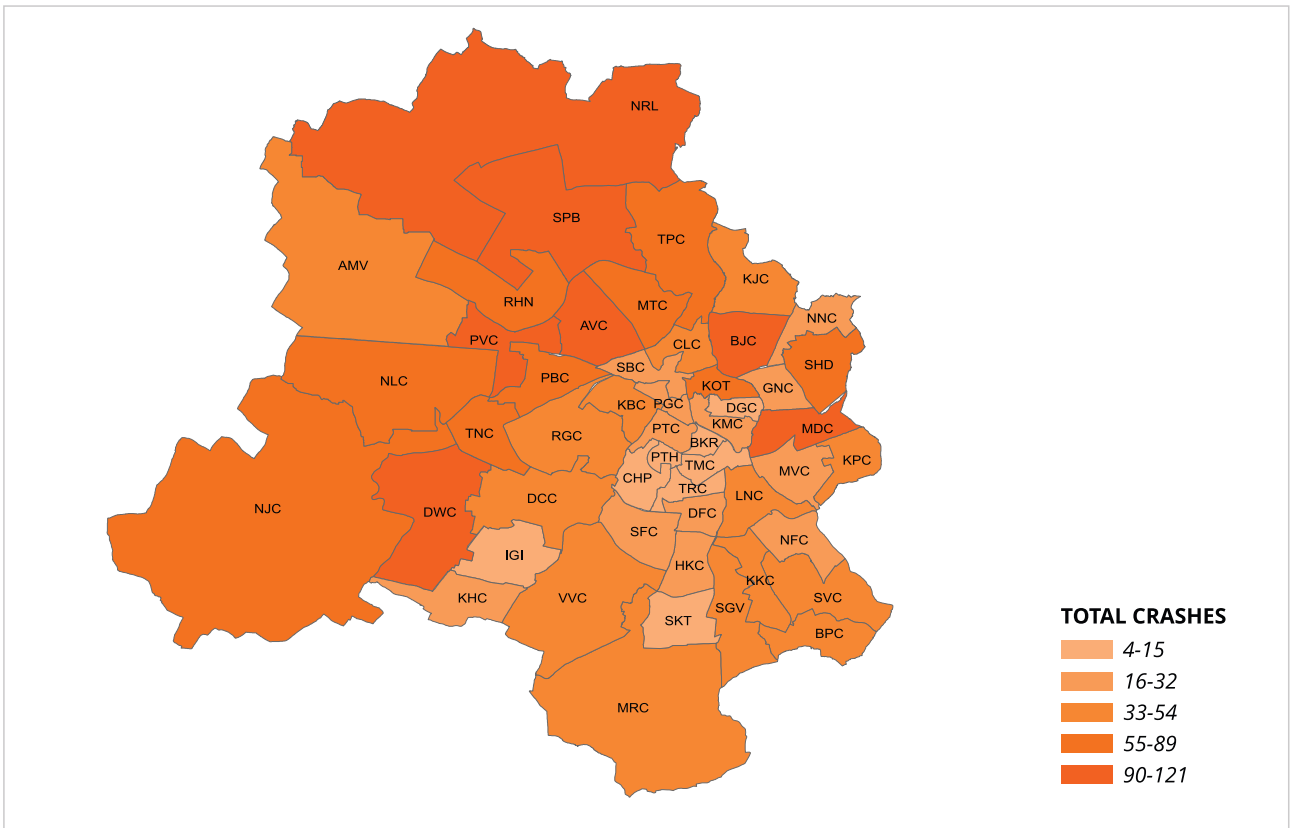 NRL
SPB
TPC
AMV
KJC
RHN
MTC
NNC
AVC
PVC
BJC
CLC
SHD
SBC
NLC
PBC
KOT
GNC
KBC
PGC
DGC
KMC
PTC
MDC
TNC
RGC
BKR
PTH
TMC
KPC
MVC
CHP
TRC
LNC
DCC
NJC
DWC
DFC
SFC
NFC
IGI
HKC
KKC
KHC
VVC
SVC
SGV
SKT
BPC
MRC
TOTAL CRASHES
4-15
16-32
33-54
55-89
90-121